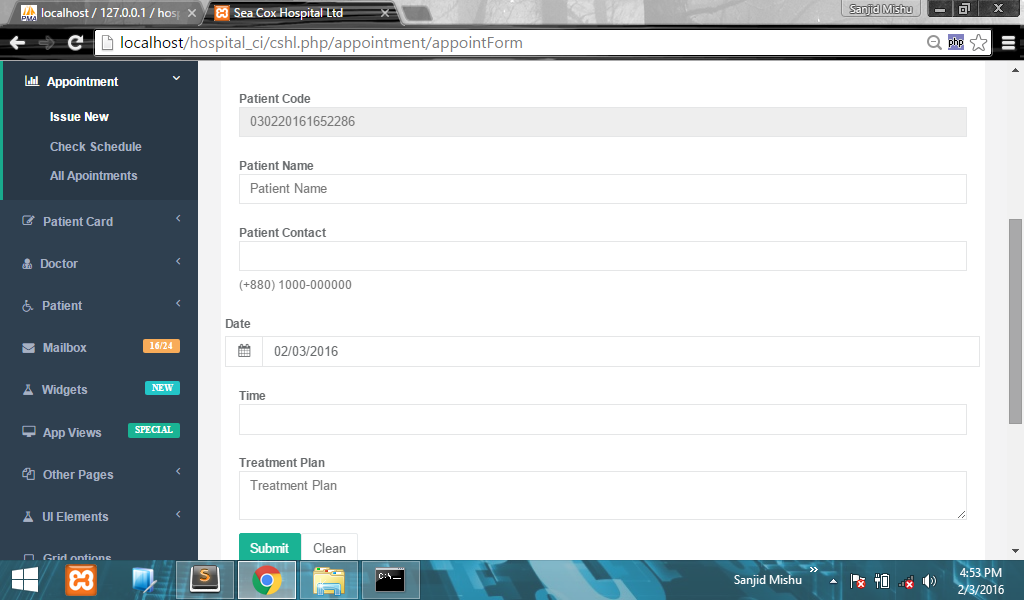 localhost / 127.0.0.1 / hosp
Sea Cox Hospital Ltd
Sanjid Mishu
localhost/hospital_ci/cshl.php/appointment/appointForm
php
Appointment
Issue New
Check Schedule
All Apointments
Patient Card
Doctor
Patient
Mailbox 16/24
Widgets NEW
App Views SPECIAL
Other Pages
UI Elements
Grid options
Patient Code
030220161652286
Patient Name
Patient Name
Patient Contact
(+880) 1000-000000
Date
02/03/2016
Time
Treatment Plan
Treatment Plan
Submit Clean
C:\_
Sanjid Mishu
4:53 PM
2/3/2016